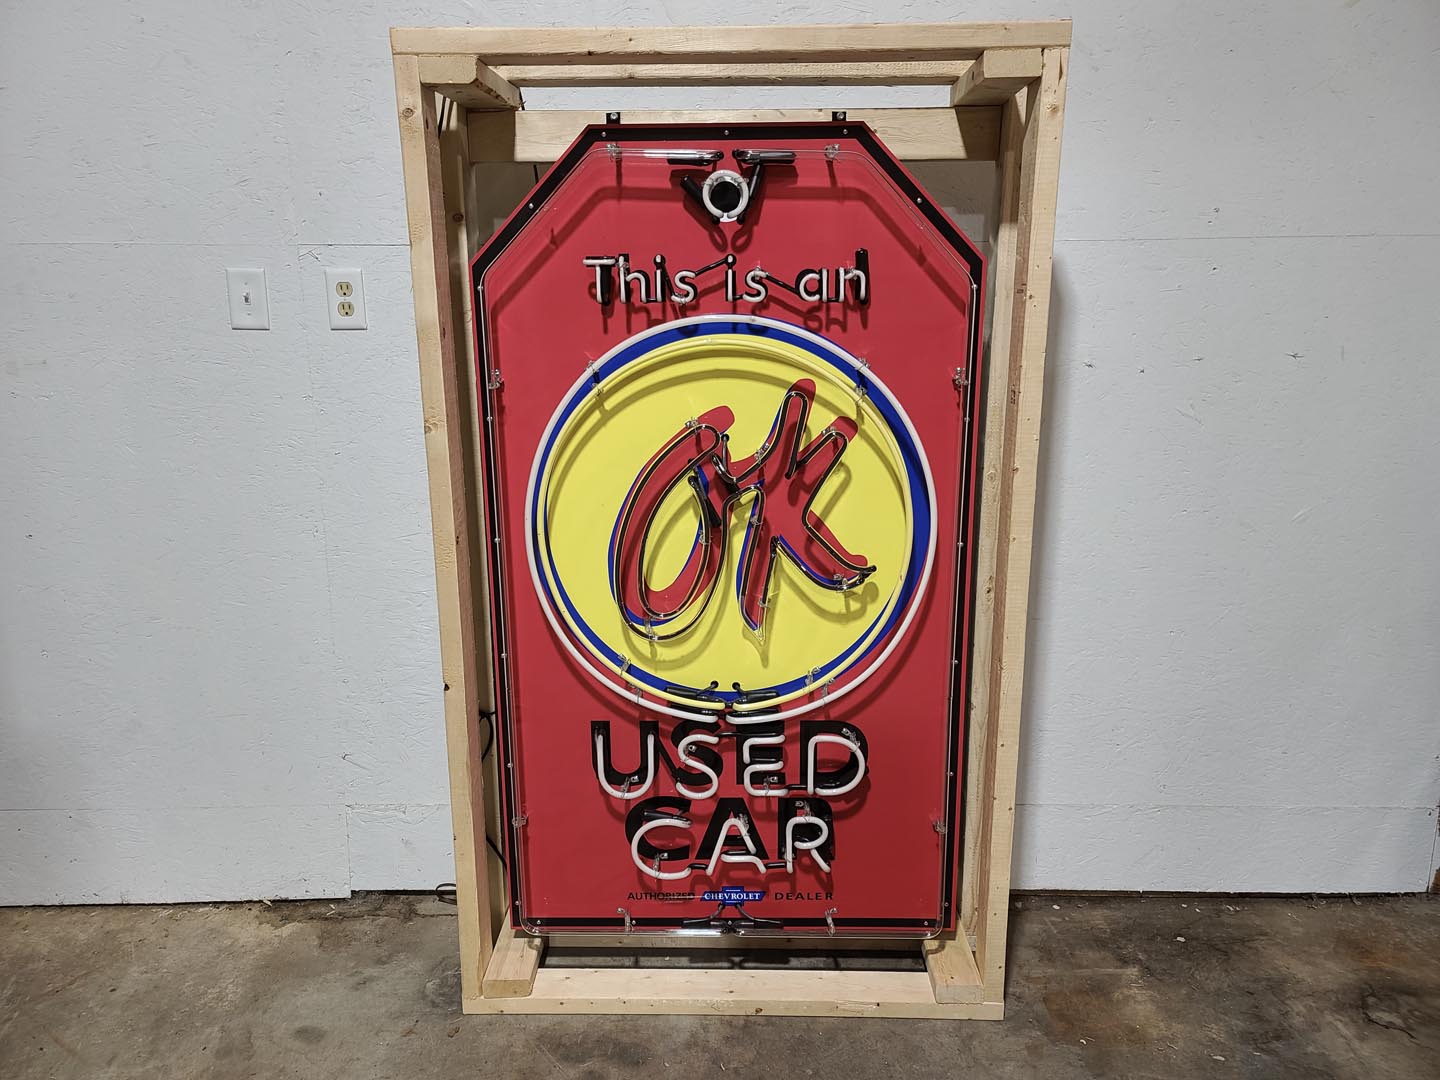 This is an
OK
USED
CAR
AUTHORIZED CHEVROLET DEALER